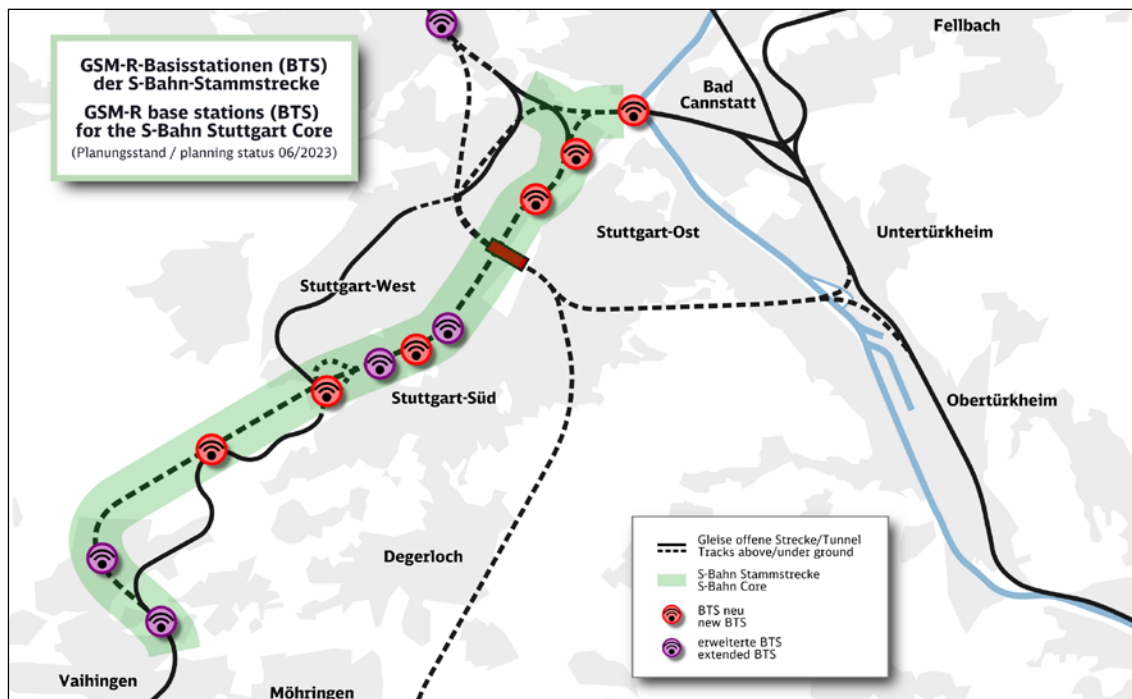 GSM-R-Basisstationen (BTS)
der S-Bahn-Stammstrecke
GSM-R base stations (BTS)
for the S-Bahn Stuttgart Core
(Planungsstand / planning status 06/2023)
Fellbach
Bad
Cannstatt
Stuttgart-Ost
Untertürkheim
Stuttgart-West
Stuttgart-Süd
Obertürkheim
Degerloch
Vaihingen
Möhringen
Gleise offene Strecke/Tunnel
Tracks above/under ground
S-Bahn Stammstrecke
S-Bahn Core
BTS neu
new BTS
erweiterte BTS
extended BTS